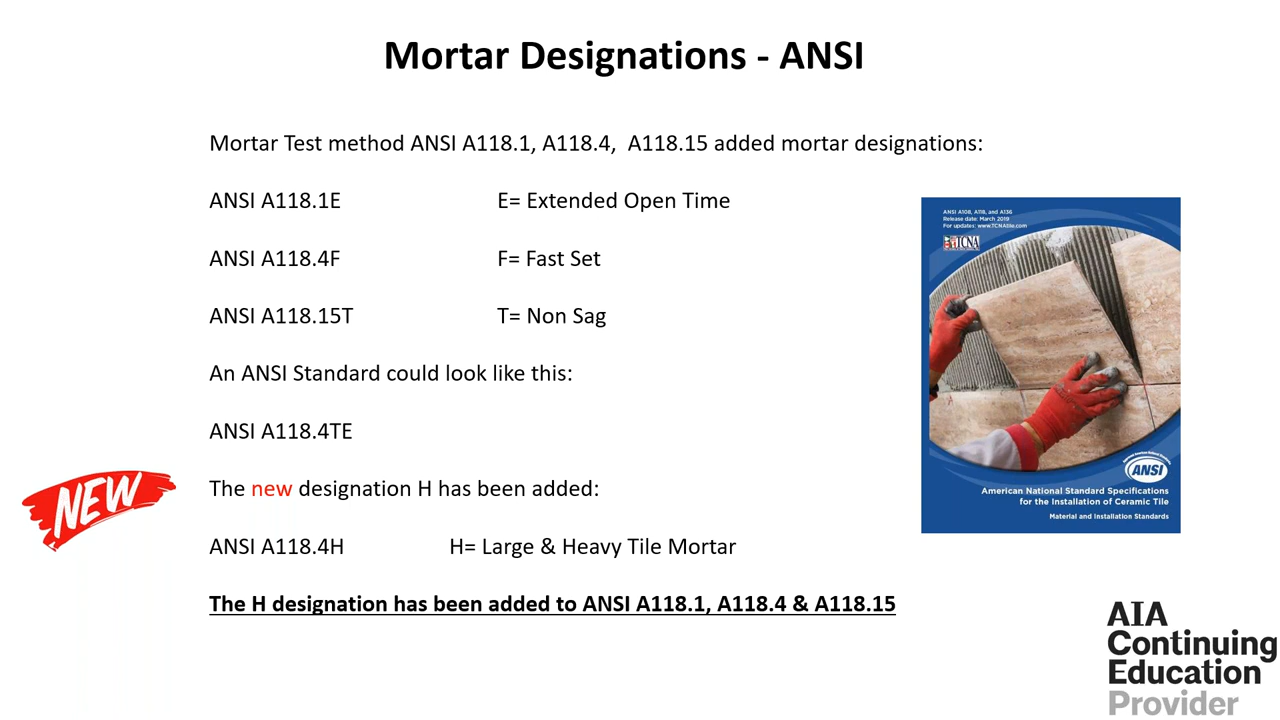 Mortar Designations - ANSI
Mortar Test method ANSI A118.1, A118.4, A118.15 added mortar designations:
ANSI A118.1E E= Extended Open Time
ANSI A118.4F F= Fast Set
ANSI A118.15T T= Non Sag
An ANSI Standard could look like this:
ANSI A118.4TE
NEW
The new designation H has been added:
ANSI A118.4H H= Large & Heavy Tile Mortar
The H designation has been added to ANSI A118.1, A118.4 & A118.15
ANSI A108, A118, and A136
Release date: March 2019
For updates: www.TCNAtile.com
TCNA
ANSI
American National Standard Specifications
for the Installation of Ceramic Tile
Material and Installation Standards
AIA
Continuing
Education
Provider